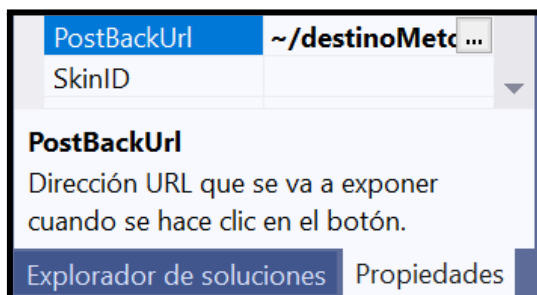 PostBackUrl ~/destinoMetc ...
SkinID
PostBackUrl
Dirección URL que se va a exponer
cuando se hace clic en el botón.
Explorador de soluciones Propiedades